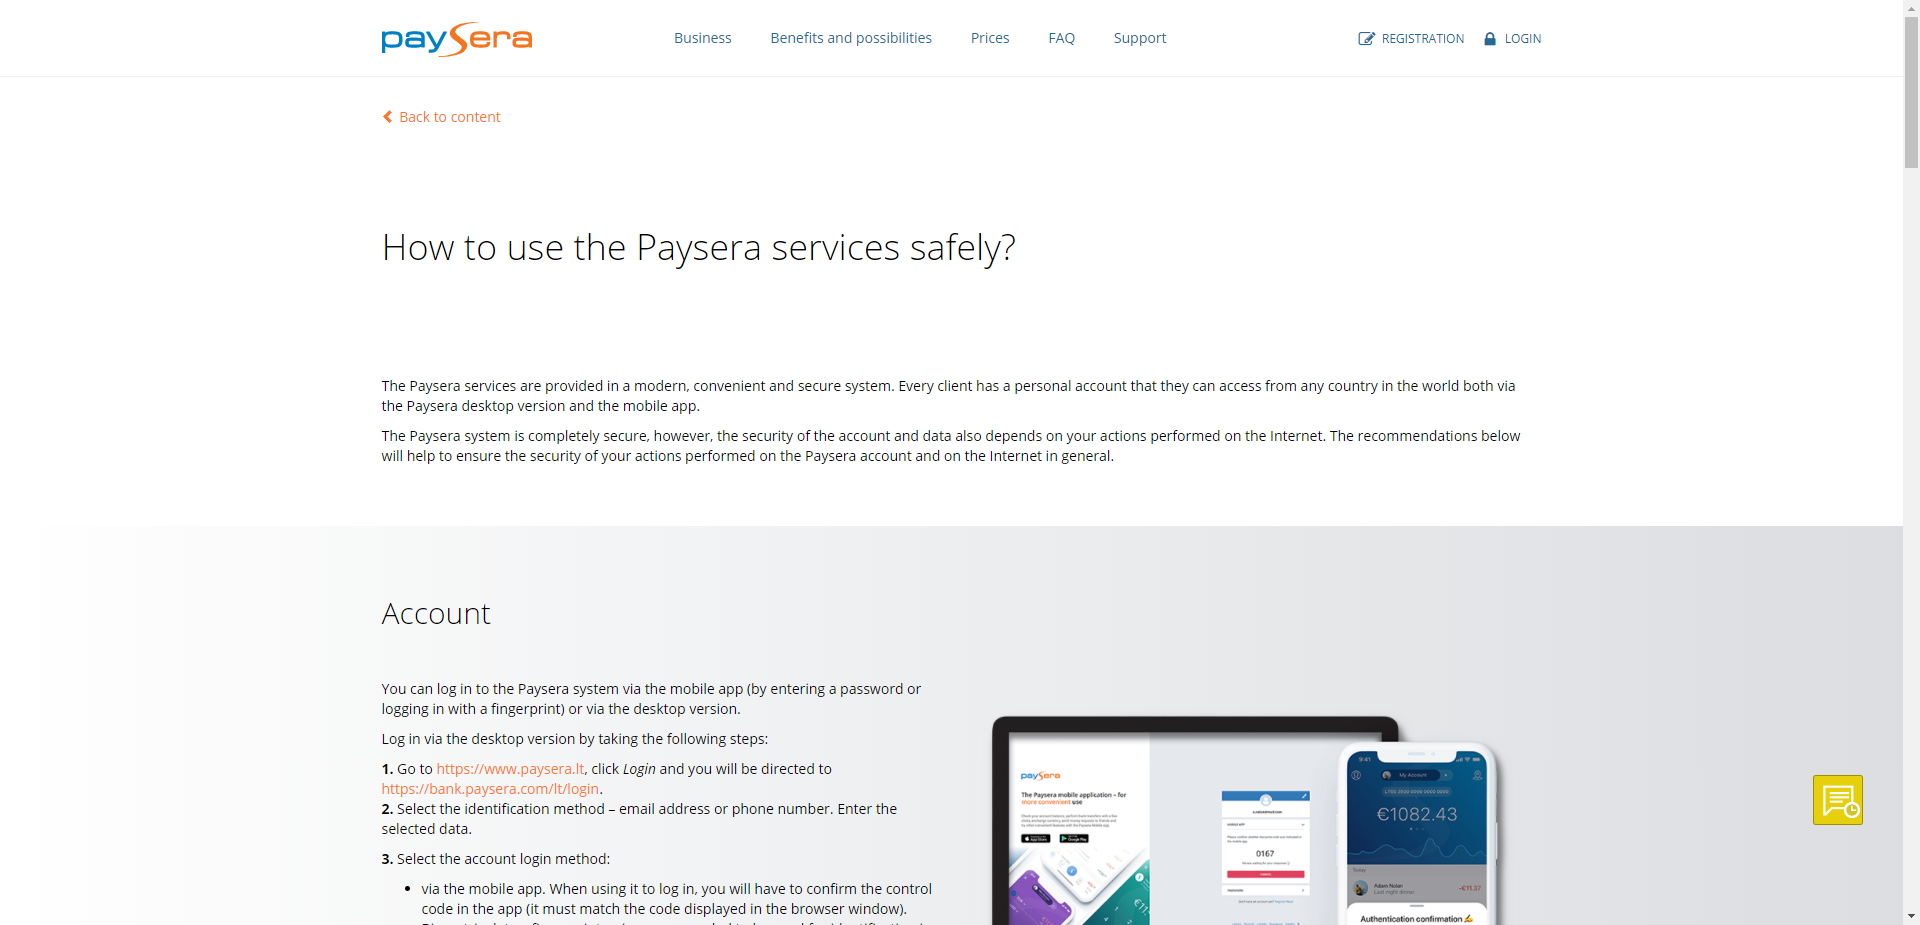 paysera
Business
Benefits and possibilities
Prices
FAQ
Support
REGISTRATION
LOGIN
Back to content
How to use the Paysera services safely?
The Paysera services are provided in a modern, convenient and secure system. Every client has a personal account that they can access from any country in the world both via
the Paysera desktop version and the mobile app.
The Paysera system is completely secure, however, the security of the account and data also depends on your actions performed on the Internet. The recommendations below
will help to ensure the security of your actions performed on the Paysera account and on the Internet in general.
Account
You can log in to the Paysera system via the mobile app (by entering a password or
logging in with a fingerprint) or via the desktop version.
Log in via the desktop version by taking the following steps:
1. Go to https://www.paysera.lt, click Login and you will be directed to
https://bank.paysera.com/lt/login.
2. Select the identification method – email address or phone number. Enter the
selected data.
3. Select the account login method:
• via the mobile app. When using it to log in, you will have to confirm the control
code in the app (it must match the code displayed in the browser window).
paysera
The Paysera mobile application – for
more convenient use
0167
9:41
My Account
€1082.43
Today
Adam Nolan
Last night dinner
-€11.37
Authentication confirmation